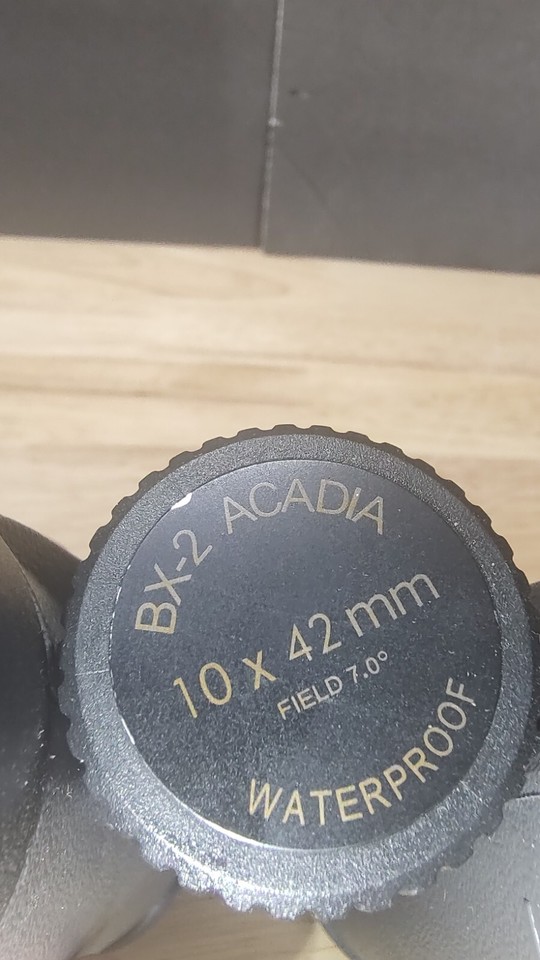 BX-2 ACADIA
10 x 42 mm
FIELD 7.0°
WATERPROOF